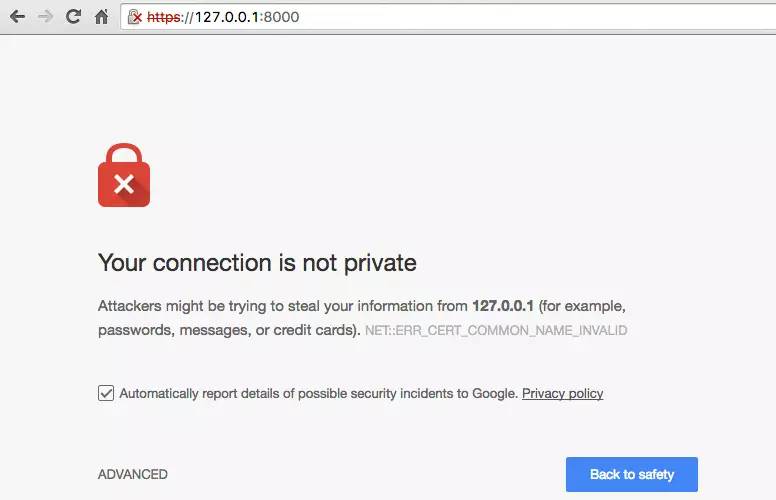 https://127.0.0.1:8000
Your connection is not private
Attackers might be trying to steal your information from 127.0.0.1 (for example,
passwords, messages, or credit cards). NET::ERR_CERT_COMMON_NAME_INVALID
Automatically report details of possible security incidents to Google. Privacy policy
ADVANCED
Back to safety